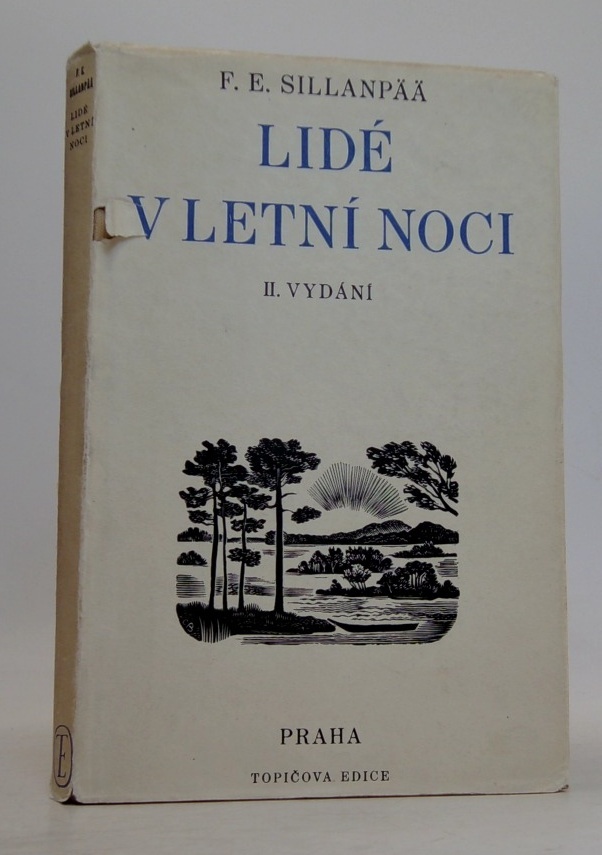 F. E. SILLANPÄÄ
LIDÉ
V LETNÍ NOCI
II. VYDÁNÍ
PRAHA
TOPIČOVA EDICE
F. E.
SILLANPÄÄ
LIDÉ
V LETNÍ
NOCI